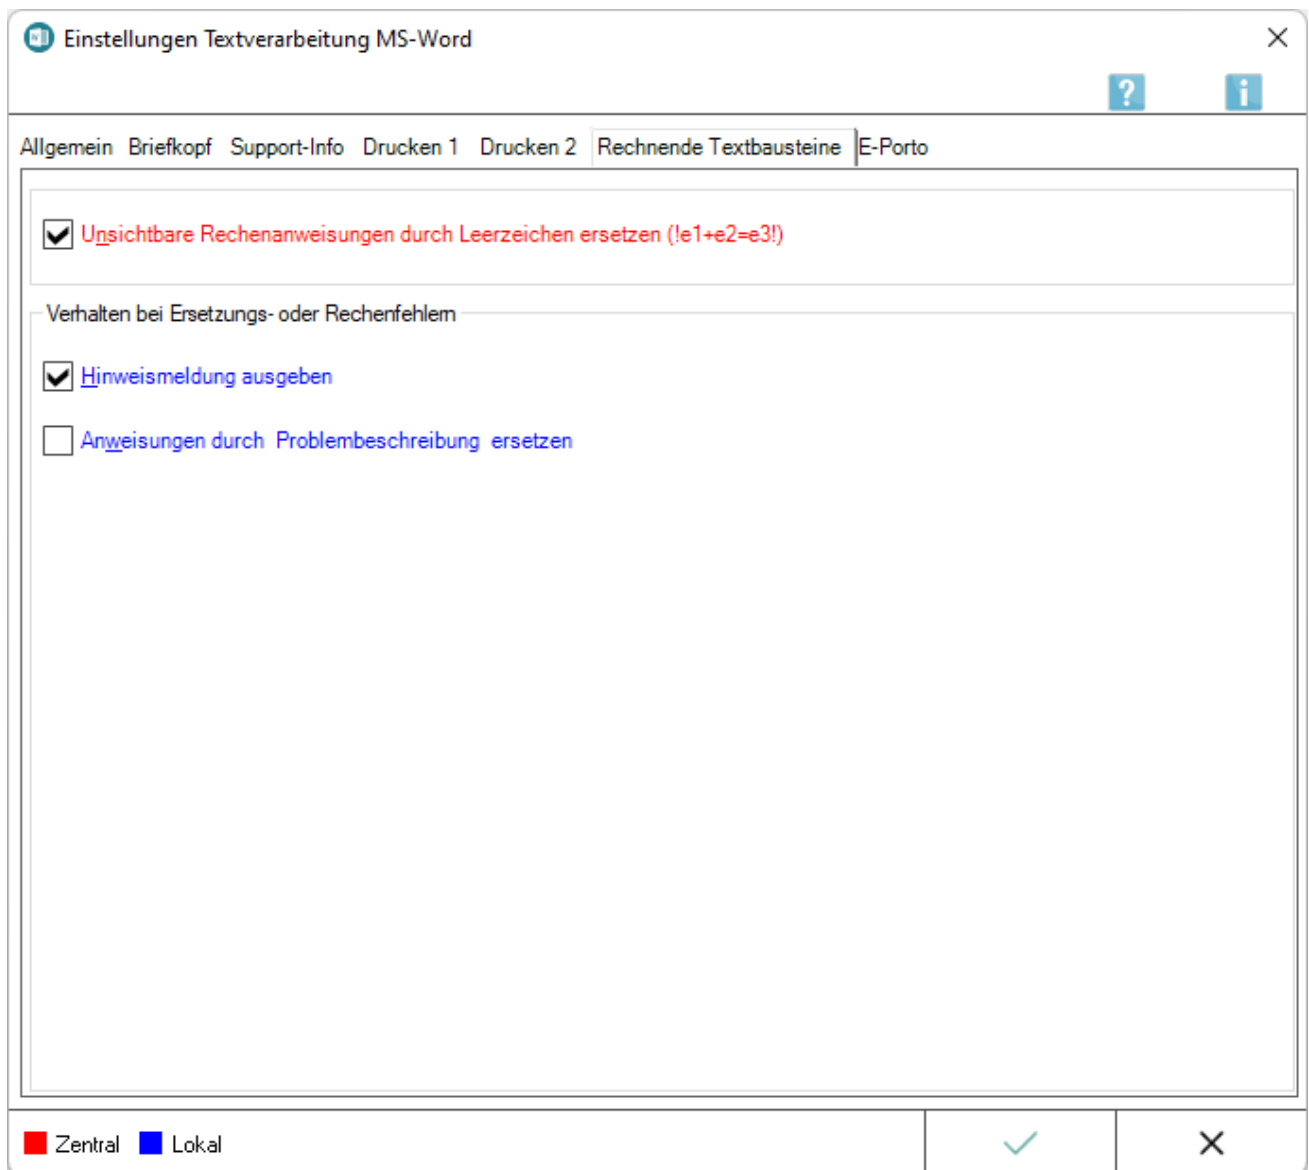 Einstellungen Textverarbeitung MS-Word
? i
Allgemein Briefkopf Support-Info Drucken 1 Drucken 2 Rechnende Textbausteine E-Porto
Unsichtbare Rechenanweisungen durch Leerzeichen ersetzen (!e1+e2=e3!)
Verhalten bei Ersetzungs- oder Rechenfehlern
Hinweismeldung ausgeben
Anweisungen durch Problembeschreibung ersetzen
Zentral Lokal